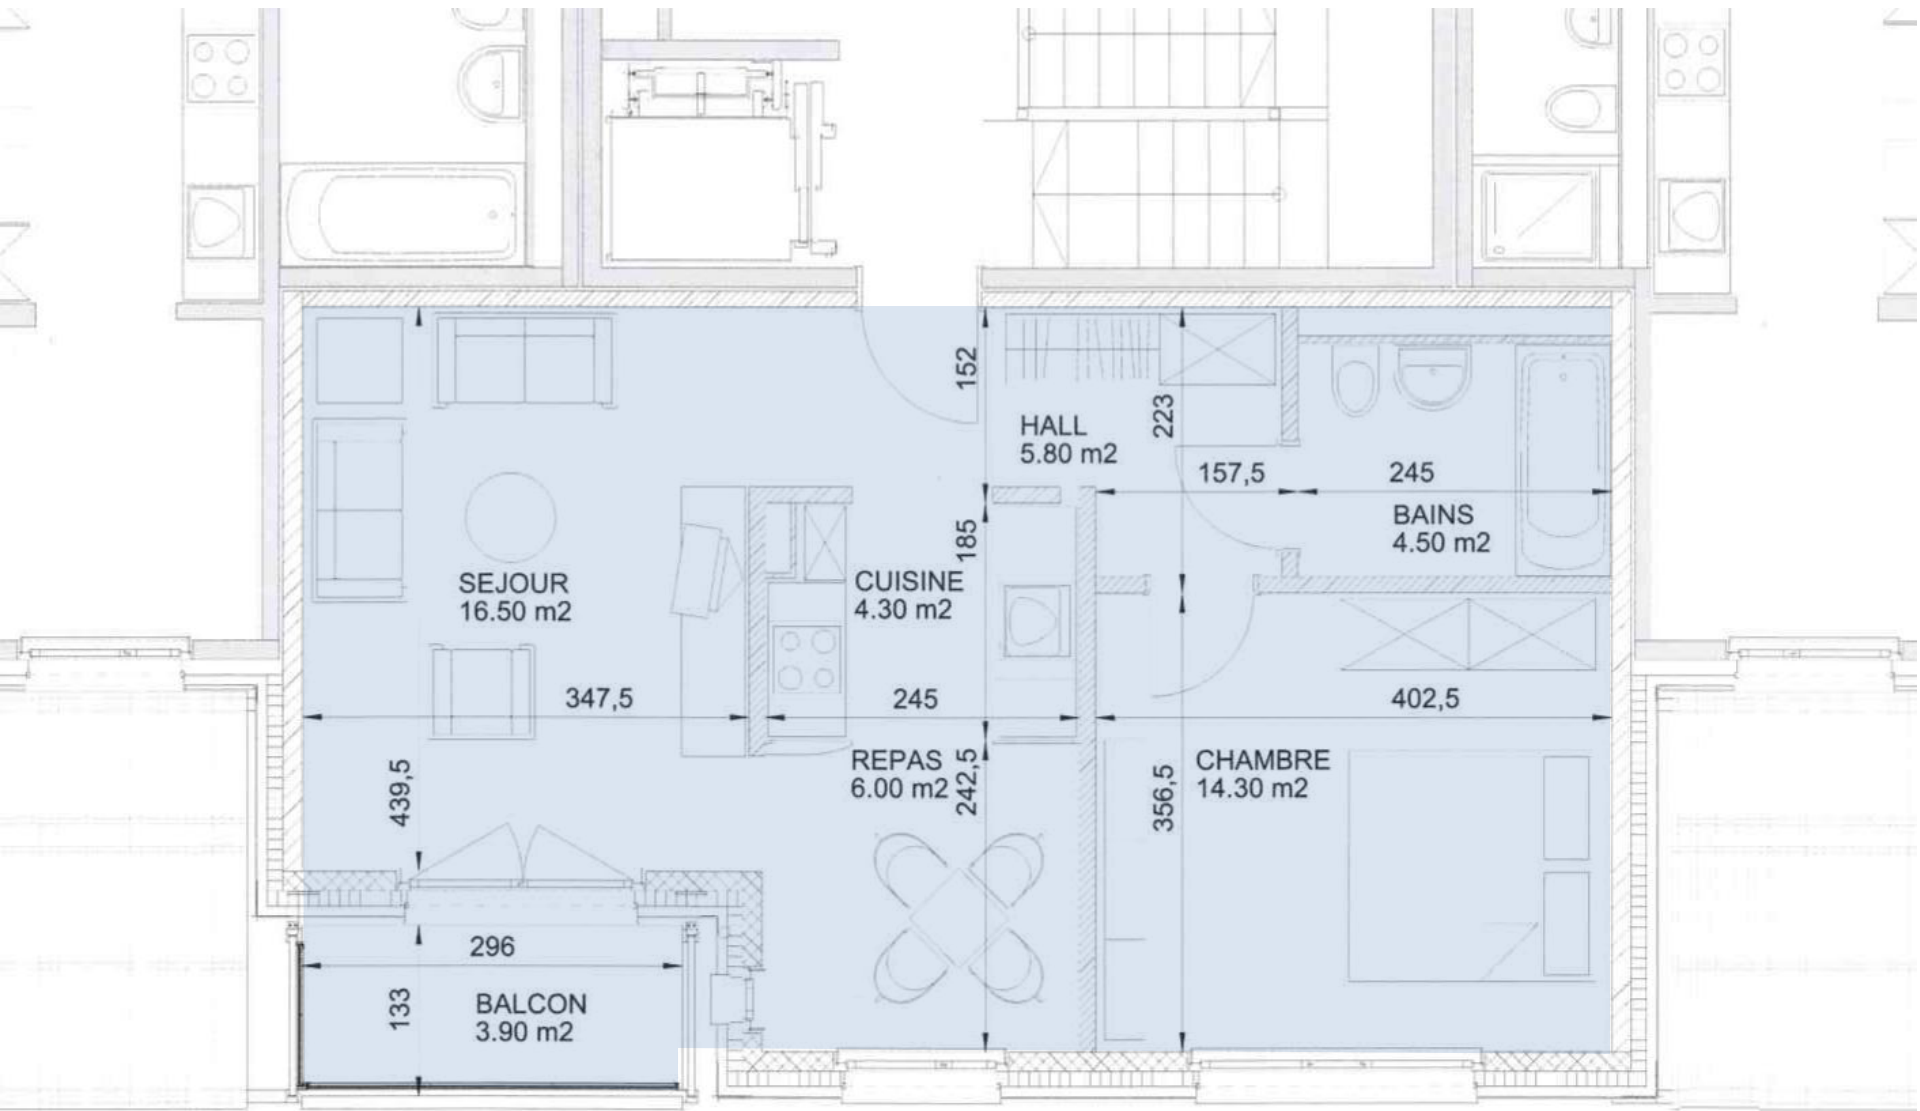 152
HALL
5.80 m2
223
157,5
245
BAINS
4.50 m2
185
SEJOUR
16.50 m2
CUISINE
4.30 m2
347,5
245
402,5
439,5
REPAS
6.00 m2
242,5
356,5
CHAMBRE
14.30 m2
296
133
BALCON
3.90 m2